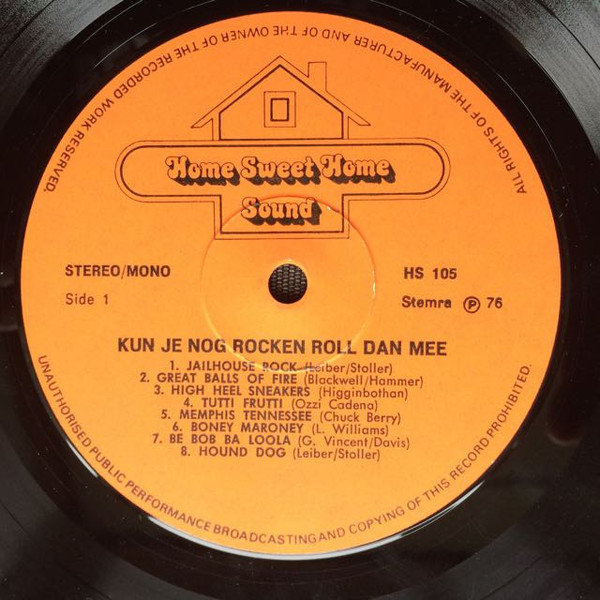 ALL RIGHTS OF THE MANUFACTURER AND OF THE OWNER OF THE RECORDED WORK RESERVED.
Home Sweet Home
Sound
STEREO/MONO
HS 105
Side 1
Stemra Ⓟ 76
KUN JE NOG ROCKEN ROLL DAN MEE
1. JAILHOUSE ROCK (Leiber/Stoller)
2. GREAT BALLS OF FIRE (Blackwell/Hammer)
3. HIGH HEEL SNEAKERS (Higginbothan)
4. TUTTI FRUTTI (Ozzi Cadena)
5. MEMPHIS TENNESSEE (Chuck Berry)
6. BONEY MARONEY (L. Williams)
7. BE BOB BA LOOLA (G. Vincent/Davis)
8. HOUND DOG (Leiber/Stoller)
UNAUTHORISED PUBLIC PERFORMANCE BROADCASTING AND COPYING OF THIS RECORD PROHIBITED.